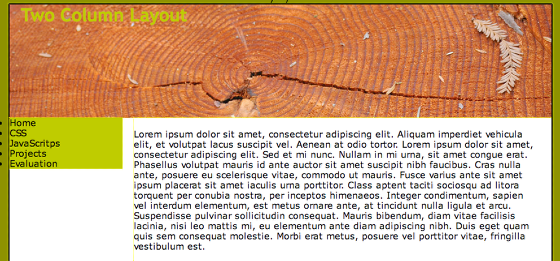 Two Column Layout
Home
CSS
JavaScritps
Projects
Evaluation
Lorem ipsum dolor sit amet, consectetur adipiscing elit. Aliquam imperdiet vehicula
elit, et volutpat lacus suscipit vel. Aenean at odio tortor. Lorem ipsum dolor sit amet,
consectetur adipiscing elit. Sed et mi nunc. Nullam in mi urna, sit amet congue erat.
Phasellus volutpat mauris id ante auctor sit amet suscipit nibh faucibus. Cras nulla
ante, posuere eu scelerisque vitae, commodo ut mauris. Fusce varius ante sit amet
ipsum placerat sit amet iaculis urna porttitor. Class aptent taciti sociosqu ad litora
torquent per conubia nostra, per inceptos himenaeos. Integer condimentum, sapien
vel interdum elementum, est metus ornare ante, at tincidunt nulla ligula et arcu.
Suspendisse pulvinar sollicitudin consequat. Mauris bibendum, diam vitae facilisis
lacinia, nisi leo mattis mi, eu elementum ante diam adipiscing nibh. Duis eget quam
quis sem consequat molestie. Morbi erat metus, posuere vel porttitor vitae, fringilla
vestibulum est.